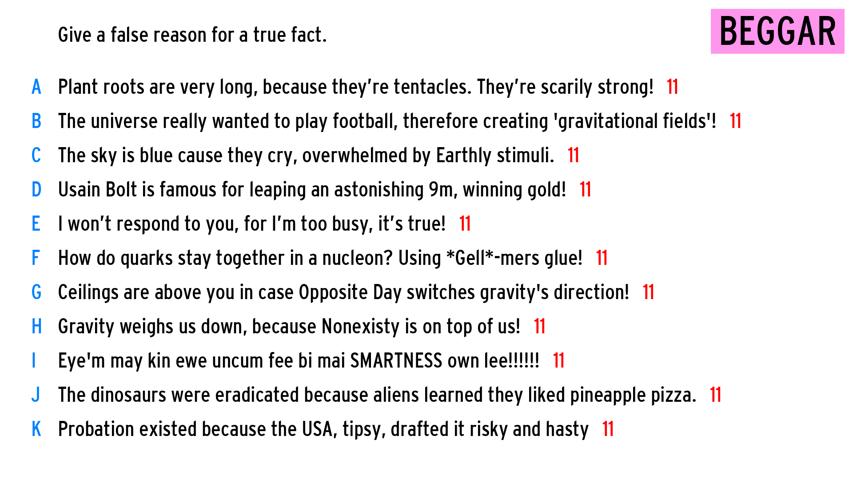 Give a false reason for a true fact.
BEGGAR
A Plant roots are very long, because they're tentacles. They're scarily strong! 11
B The universe really wanted to play football, therefore creating 'gravitational fields'! 11
C The sky is blue cause they cry, overwhelmed by Earthly stimuli. 11
D Usain Bolt is famous for leaping an astonishing 9m, winning gold! 11
E I won't respond to you, for I'm too busy, it's true! 11
F How do quarks stay together in a nucleon? Using *Gell*-mers glue! 11
G Ceilings are above you in case Opposite Day switches gravity's direction! 11
H Gravity weighs us down, because Nonexisty is on top of us! 11
I Eye'm may kin ewe uncum fee bi mai SMARTNESS own lee!!!!!! 11
J The dinosaurs were eradicated because aliens learned they liked pineapple pizza. 11
K Probation existed because the USA, tipsy, drafted it risky and hasty 11